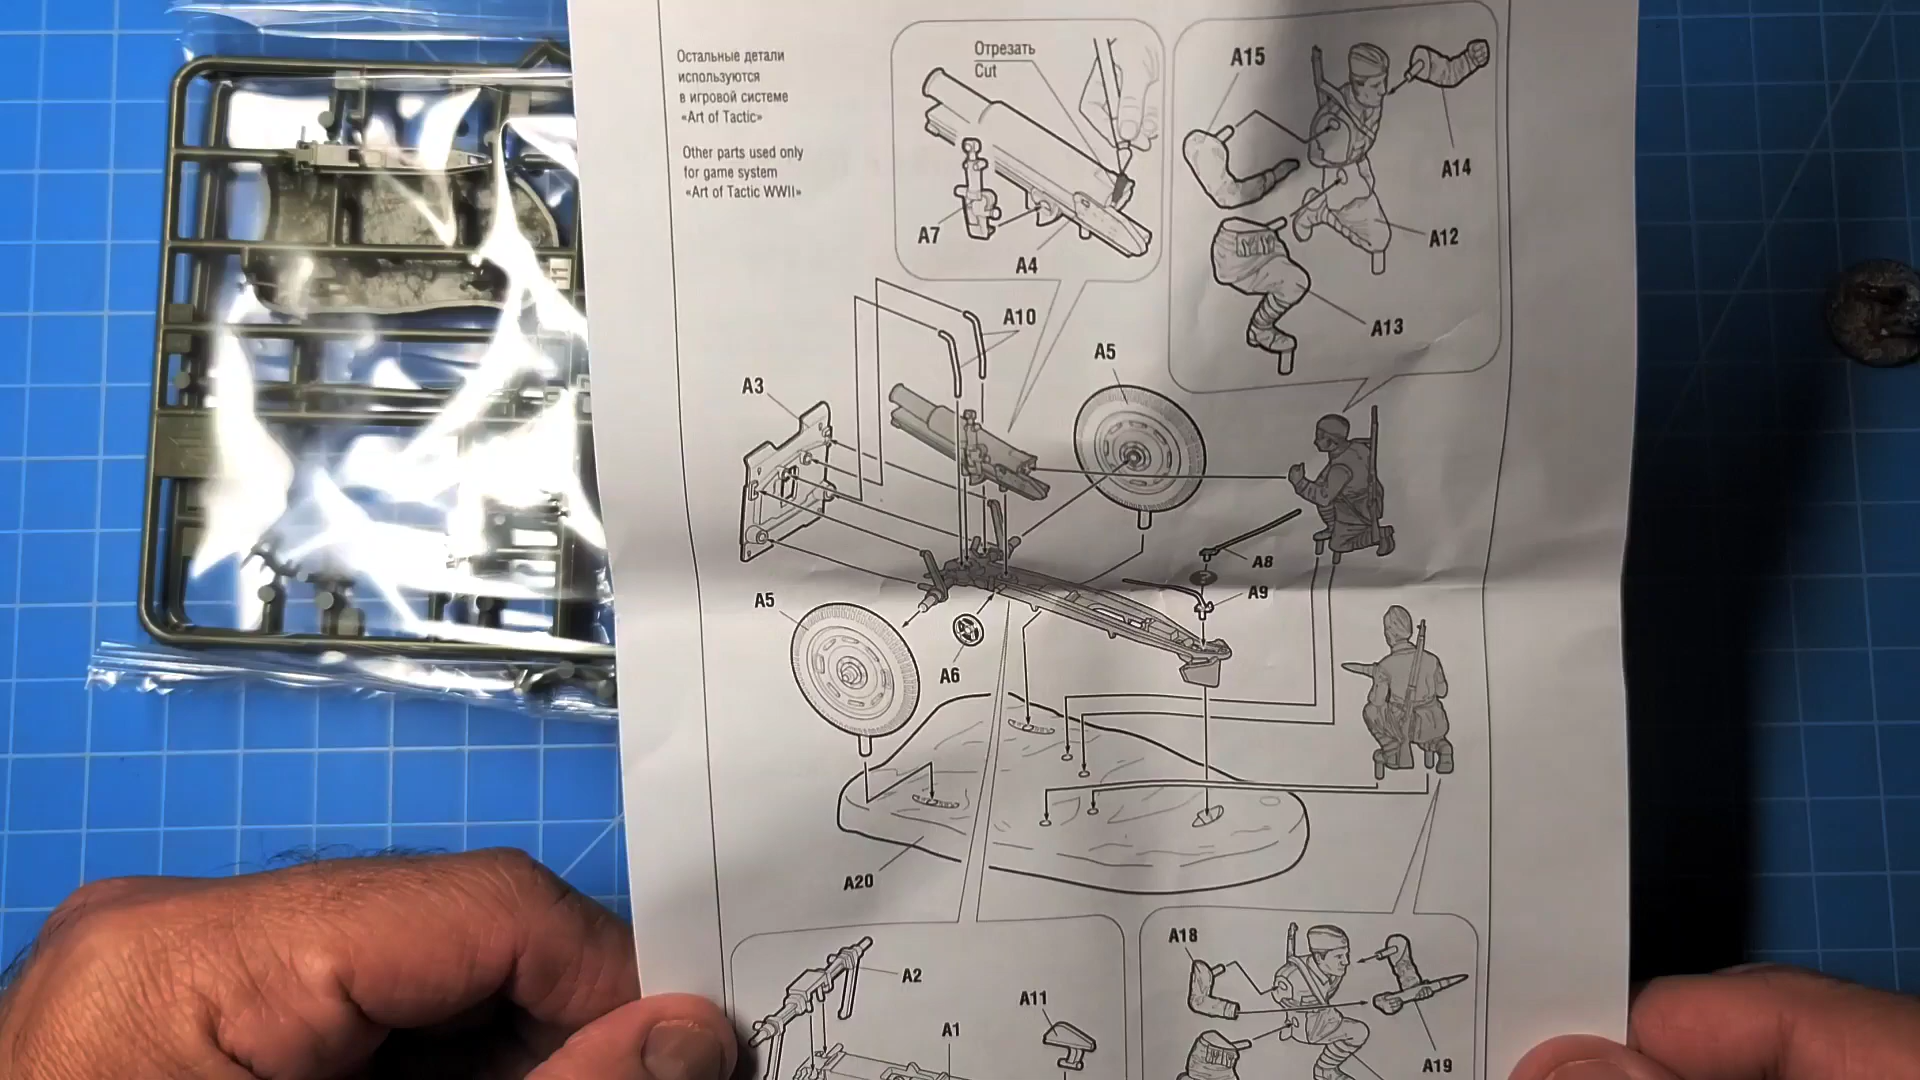 Остальные детали
используются
в игровой системе
«Art of Tactic»
Other parts used only
for game system
«Art of Tactic WWII»
Отрезать
Cut
A7
A4
A15
A14
A12
A13
A10
A5
A3
A8
A9
A5
A6
A20
A2
A11
A1
A18
A19
11